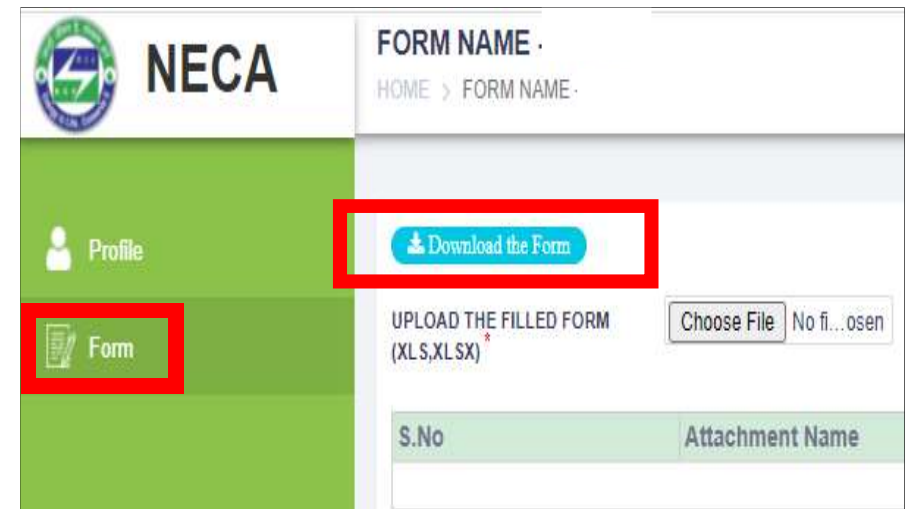 NECA
FORM NAME -
HOME > FORM NAME -
Profile
Form
Download the Form
UPLOAD THE FILLED FORM
(XLS,XLSX) *
Choose File No fi...osen
S.No Attachment Name